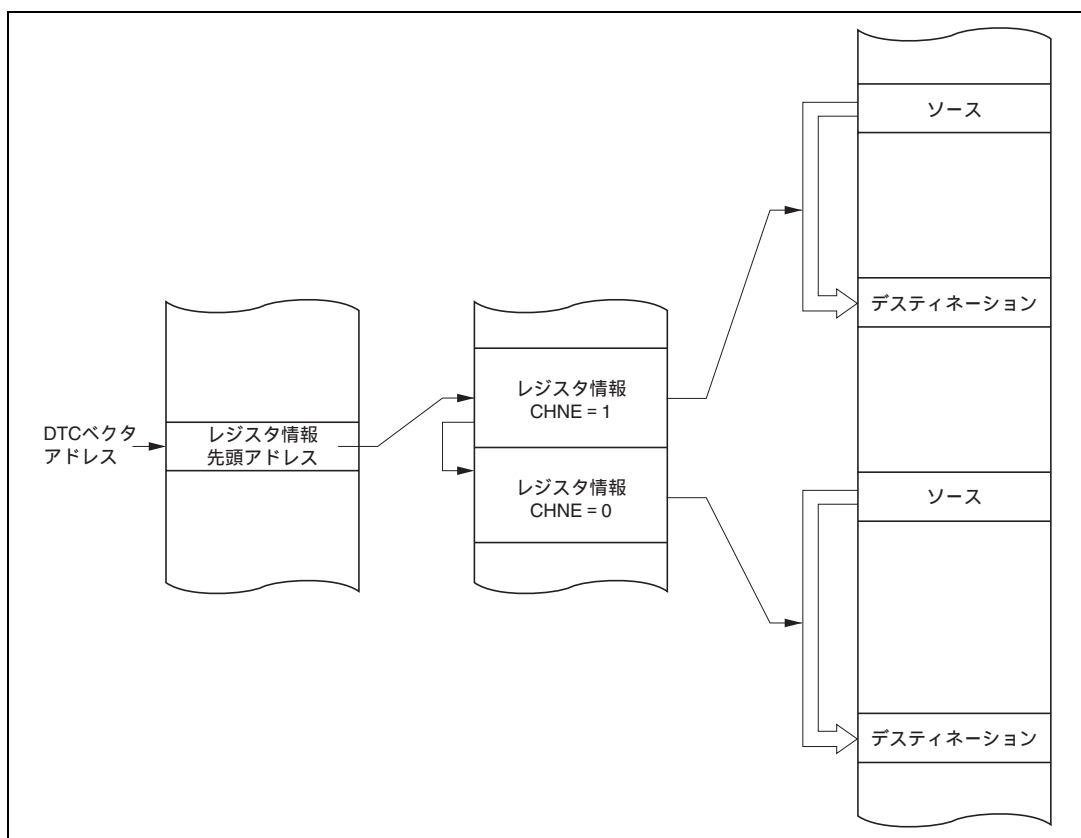 DTCベクタ
アドレス
レジスタ情報
先頭アドレス
レジスタ情報
CHNE = 1
レジスタ情報
CHNE = 0
ソース
デスティネーション
ソース
デスティネーション